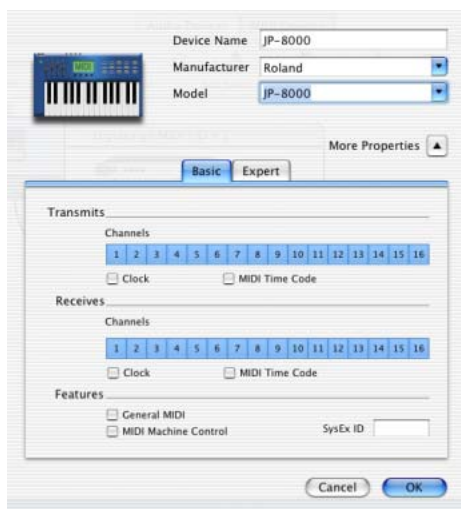 Device Name JP-8000
Manufacturer Roland
Model JP-8000
More Properties
Basic Expert
Transmits
Channels
1 2 3 4 5 6 7 8 9 10 11 12 13 14 15 16
Clock MIDI Time Code
Receives
Channels
1 2 3 4 5 6 7 8 9 10 11 12 13 14 15 16
Clock MIDI Time Code
Features
General MIDI
MIDI Machine Control SysEx ID
Cancel OK